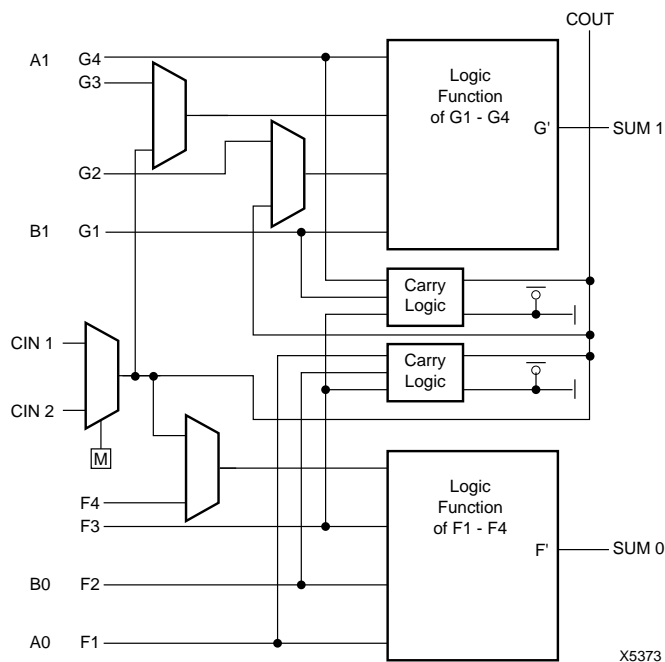 COUT
A1 G4
G3
Logic
Function
of G1 - G4
G' SUM 1
G2
B1 G1
Carry
Logic
CIN 1
Carry
Logic
CIN 2
M
F4
F3
Logic
Function
of F1 - F4
F' SUM 0
B0 F2
A0 F1
X5373